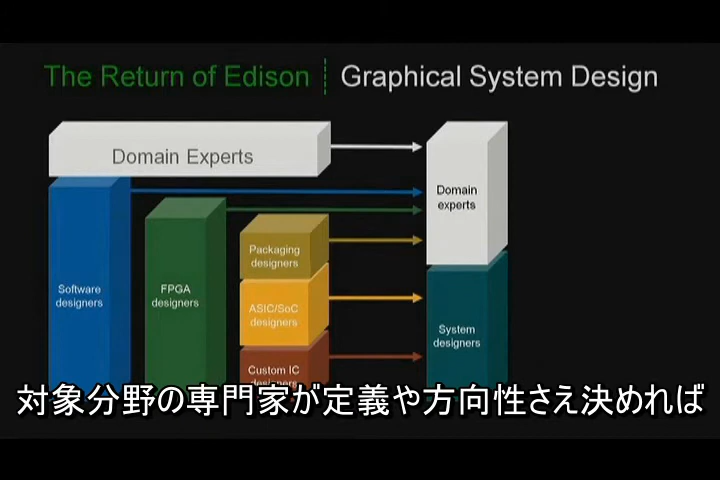 The Return of Edison Graphical System Design
Domain Experts
Domain
experts
Software
designers
FPGA
designers
Packaging
designers
ASIC/SoC
designers
Custom IC
designers
System
designers
対象分野の専門家が定義や方向性さえ決めれば